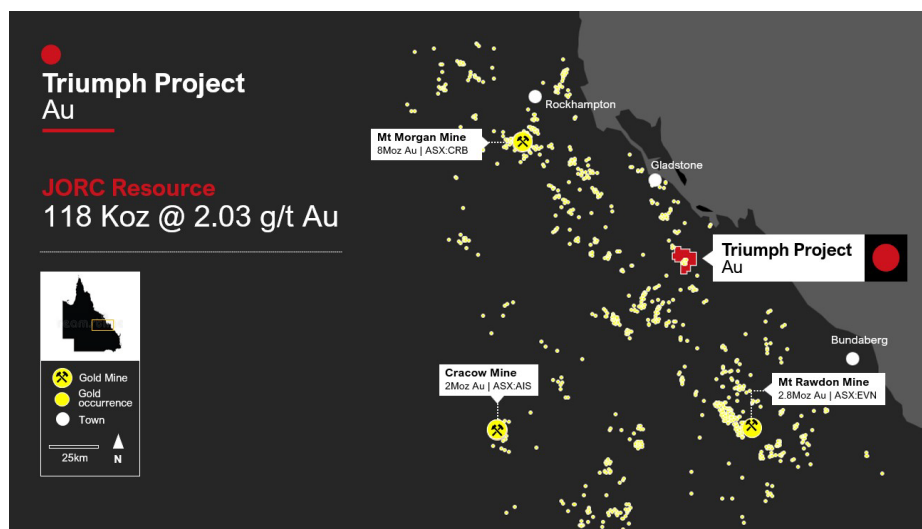 Triumph Project
Au
JORC Resource
118 Koz @ 2.03 g/t Au
Gold Mine
Gold
occurrence
Town
25km
N
Rockhampton
Mt Morgan Mine
8Moz Au | ASX:CRB
Gladstone
Triumph Project
Au
Bundaberg
Cracow Mine
2Moz Au | ASX:AIS
Mt Rawdon Mine
2.8Moz Au | ASX:EVN